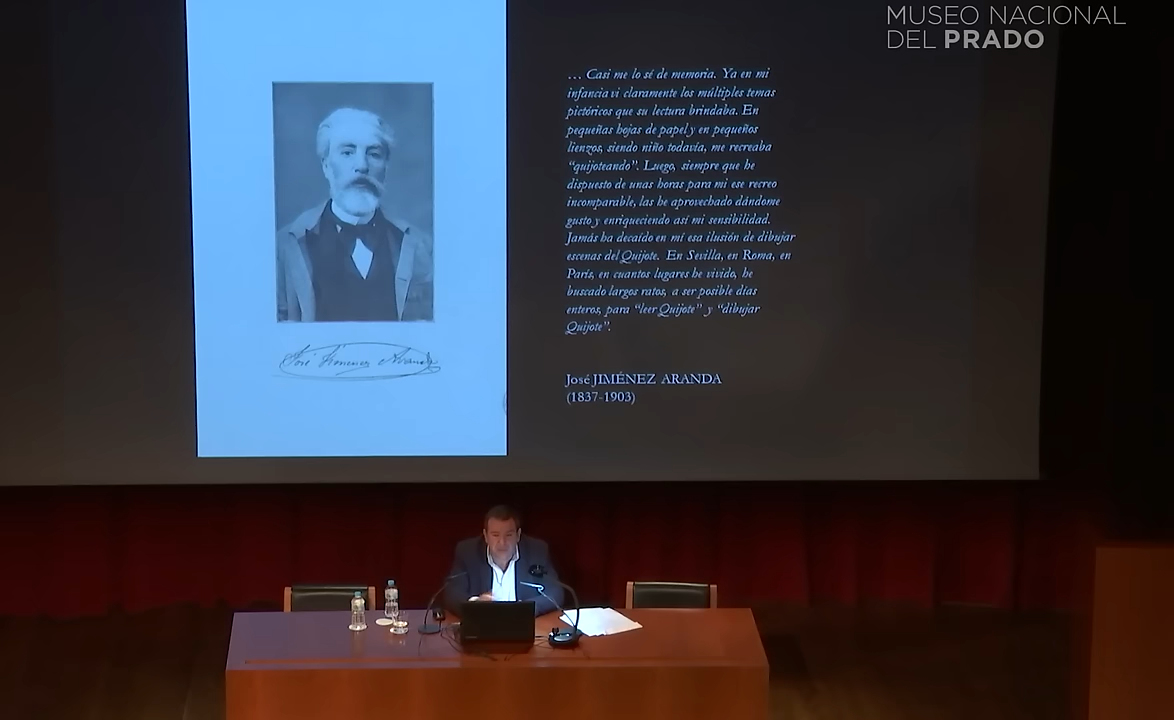 MUSEO NACIONAL
DEL PRADO
… Casi me lo sé de memoria. Ya en mi
infancia vi claramente los múltiples temas
pictóricos que su lectura brindaba. En
pequeñas hojas de papel y en pequeños
lienzos, siendo niño todavía, me recreaba
“quijoteando”. Luego, siempre que he
dispuesto de unas horas para mi ese recreo
incomparable, las he aprovechado dándome
gusto y enriqueciendo así mi sensibilidad.
Jamás ha decaído en mí esa ilusión de dibujar
escenas del Quijote. En Sevilla, en Roma, en
París, en cuantos lugares he vivido, he
buscado largos ratos, a ser posible días
enteros, para “leer Quijote” y “dibujar
Quijote”.
José Jimenez Aranda
José JIMÉNEZ ARANDA
(1837-1903)